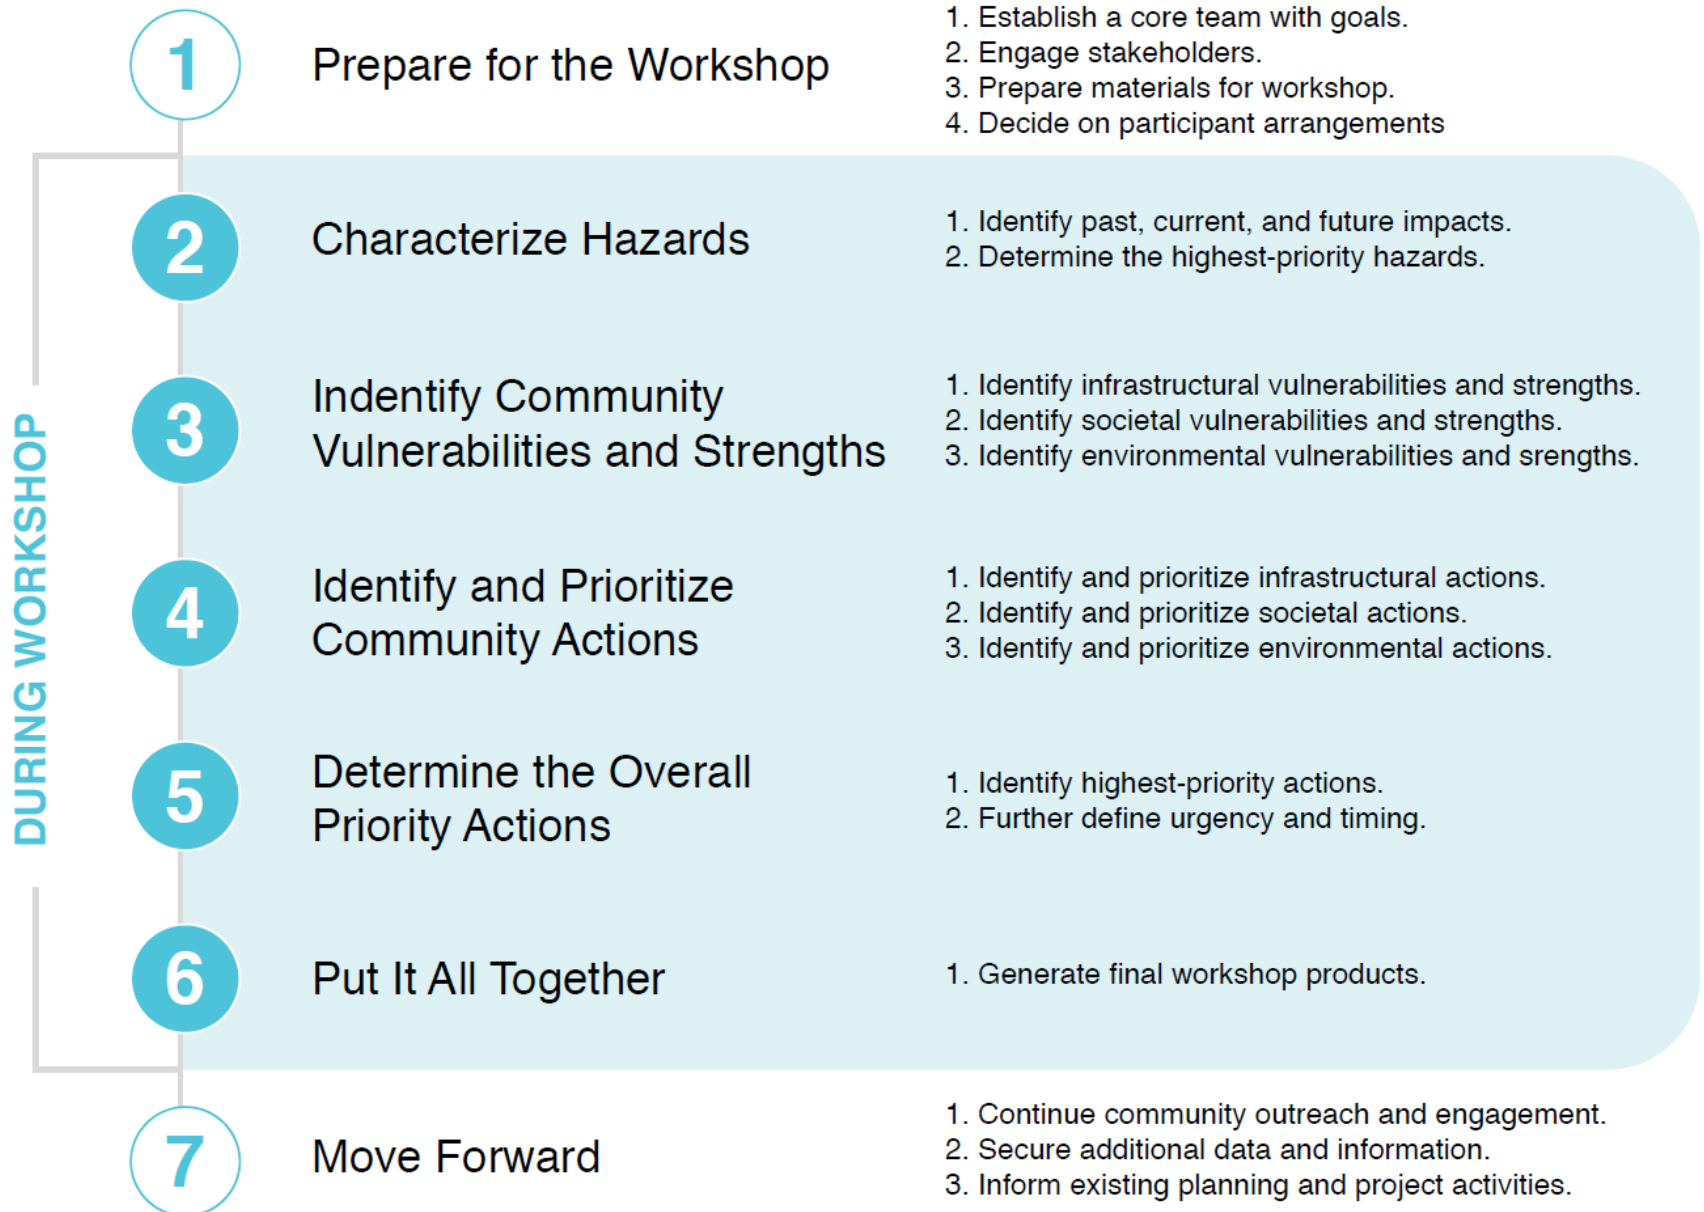 1
Prepare for the Workshop
1. Establish a core team with goals.
2. Engage stakeholders.
3. Prepare materials for workshop.
4. Decide on participant arrangements
DURING WORKSHOP
2
Characterize Hazards
1. Identify past, current, and future impacts.
2. Determine the highest-priority hazards.
3
Indentify Community
Vulnerabilities and Strengths
1. Identify infrastructural vulnerabilities and strengths.
2. Identify societal vulnerabilities and strengths.
3. Identify environmental vulnerabilities and srengths.
4
Identify and Prioritize
Community Actions
1. Identify and prioritize infrastructural actions.
2. Identify and prioritize societal actions.
3. Identify and prioritize environmental actions.
5
Determine the Overall
Priority Actions
1. Identify highest-priority actions.
2. Further define urgency and timing.
6
Put It All Together
1. Generate final workshop products.
7
Move Forward
1. Continue community outreach and engagement.
2. Secure additional data and information.
3. Inform existing planning and project activities.